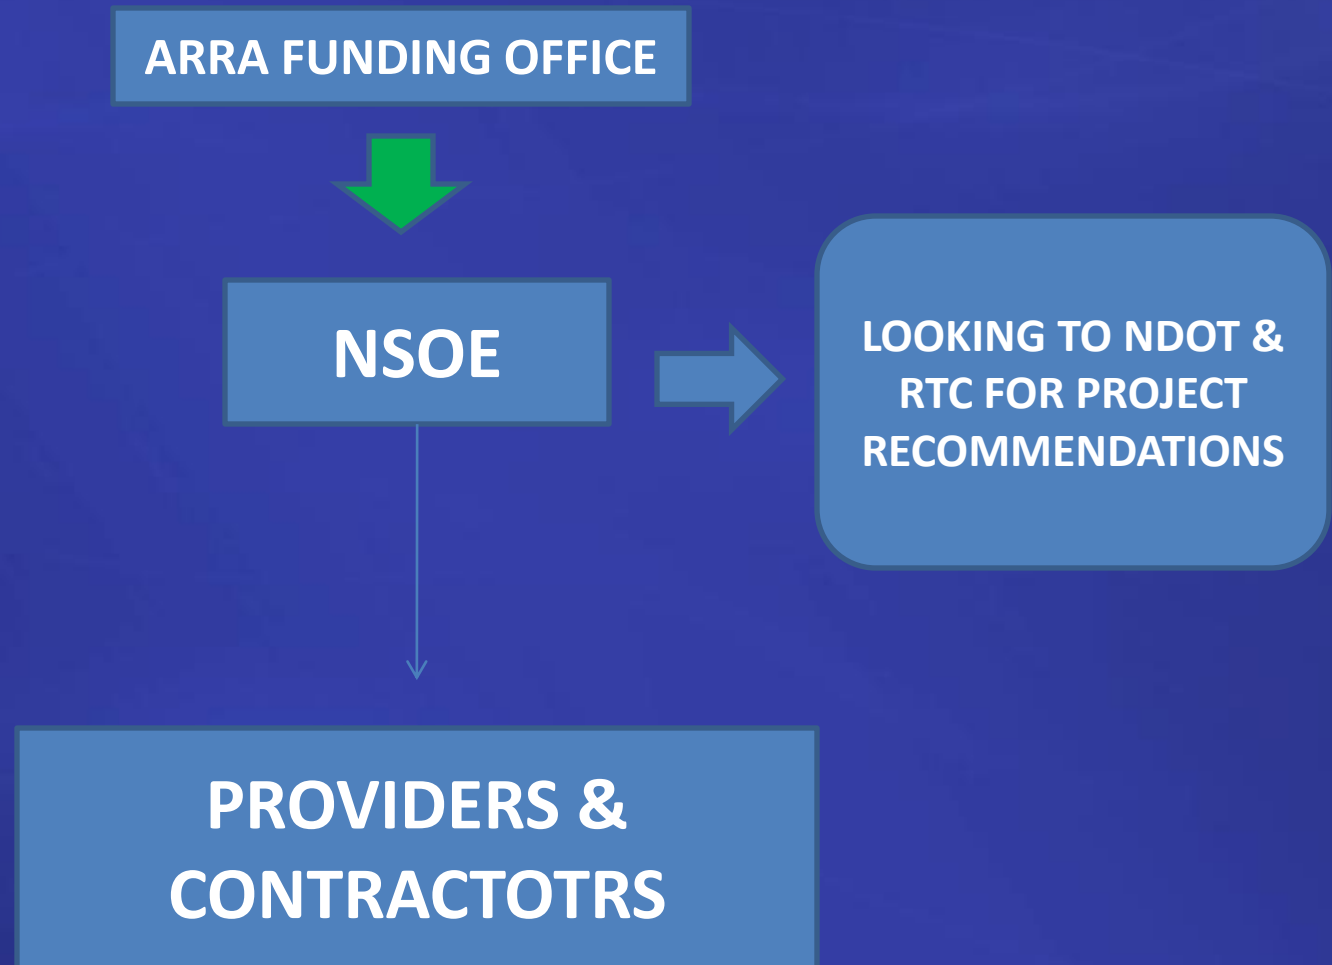 ARRA FUNDING OFFICE
NSOE
LOOKING TO NDOT &
RTC FOR PROJECT
RECOMMENDATIONS
PROVIDERS &
CONTRACTOTRS